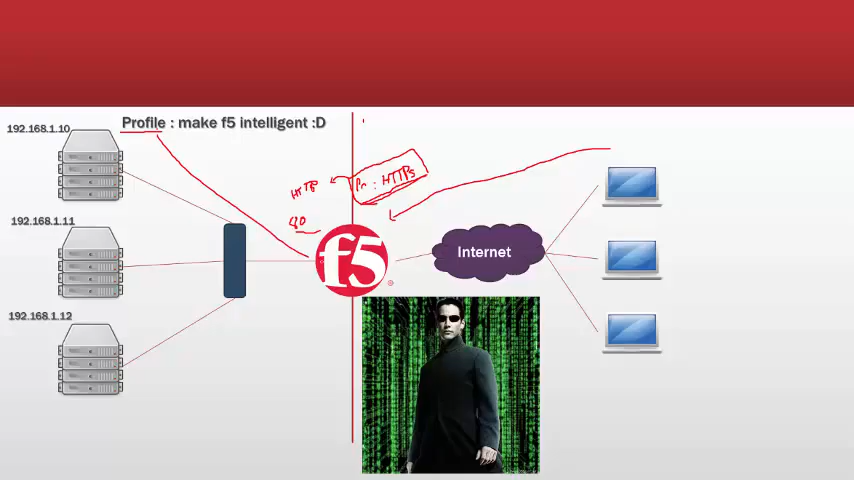 Profile : make f5 intelligent :D
192.168.1.10
Pr : HTTPs
HTTP
80
192.168.1.11
f5
Internet
192.168.1.12